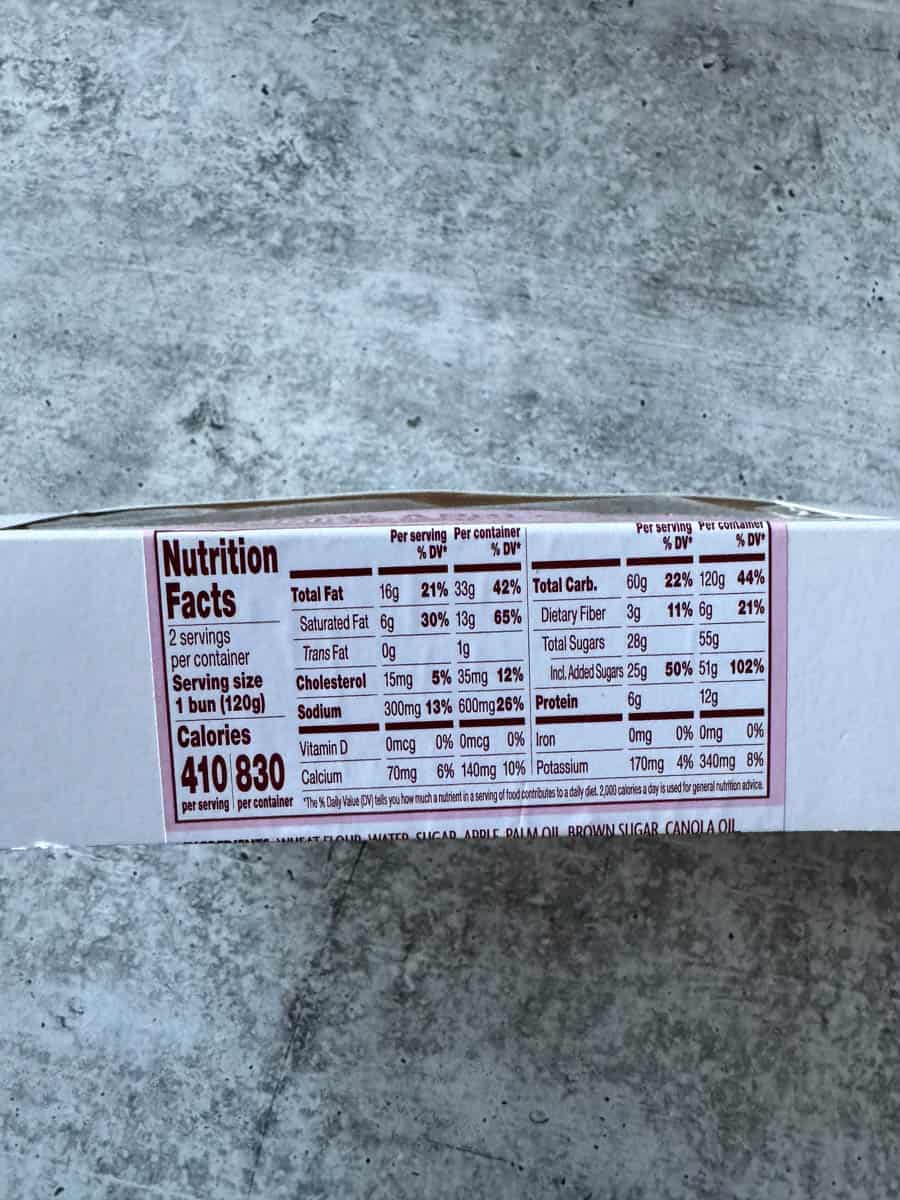 Nutrition
Facts
2 servings
per container
Serving size
1 bun (120g)
Calories
410 830
per serving per container
Per serving Per container
% DV* % DV*
Total Fat 16g 21% 33g 42%
Saturated Fat 6g 30% 13g 65%
Trans Fat 0g 1g
Cholesterol 15mg 5% 35mg 12%
Sodium 300mg 13% 600mg 26%
Vitamin D 0mcg 0% 0mcg 0%
Calcium 70mg 6% 140mg 10%
Per serving Per container
% DV* % DV*
Total Carb. 60g 22% 120g 44%
Dietary Fiber 3g 11% 6g 21%
Total Sugars 28g 55g
Incl. Added Sugars 25g 50% 51g 102%
Protein 6g 12g
Iron 0mg 0% 0mg 0%
Potassium 170mg 4% 340mg 8%
*The % Daily Value (DV) tells you how much a nutrient in a serving of food contributes to a daily diet. 2,000 calories a day is used for general nutrition advice.
INGREDIENTS: WHEAT FLOUR, WATER, SUGAR, APPLE, PALM OIL, BROWN SUGAR, CANOLA OIL,